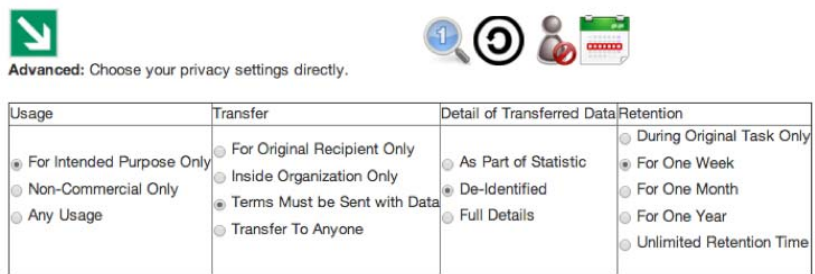 1
Advanced: Choose your privacy settings directly.
Usage
For Intended Purpose Only
Non-Commercial Only
Any Usage
Transfer
For Original Recipient Only
Inside Organization Only
Terms Must be Sent with Data
Transfer To Anyone
Detail of Transferred Data
As Part of Statistic
De-Identified
Full Details
Retention
During Original Task Only
For One Week
For One Month
For One Year
Unlimited Retention Time